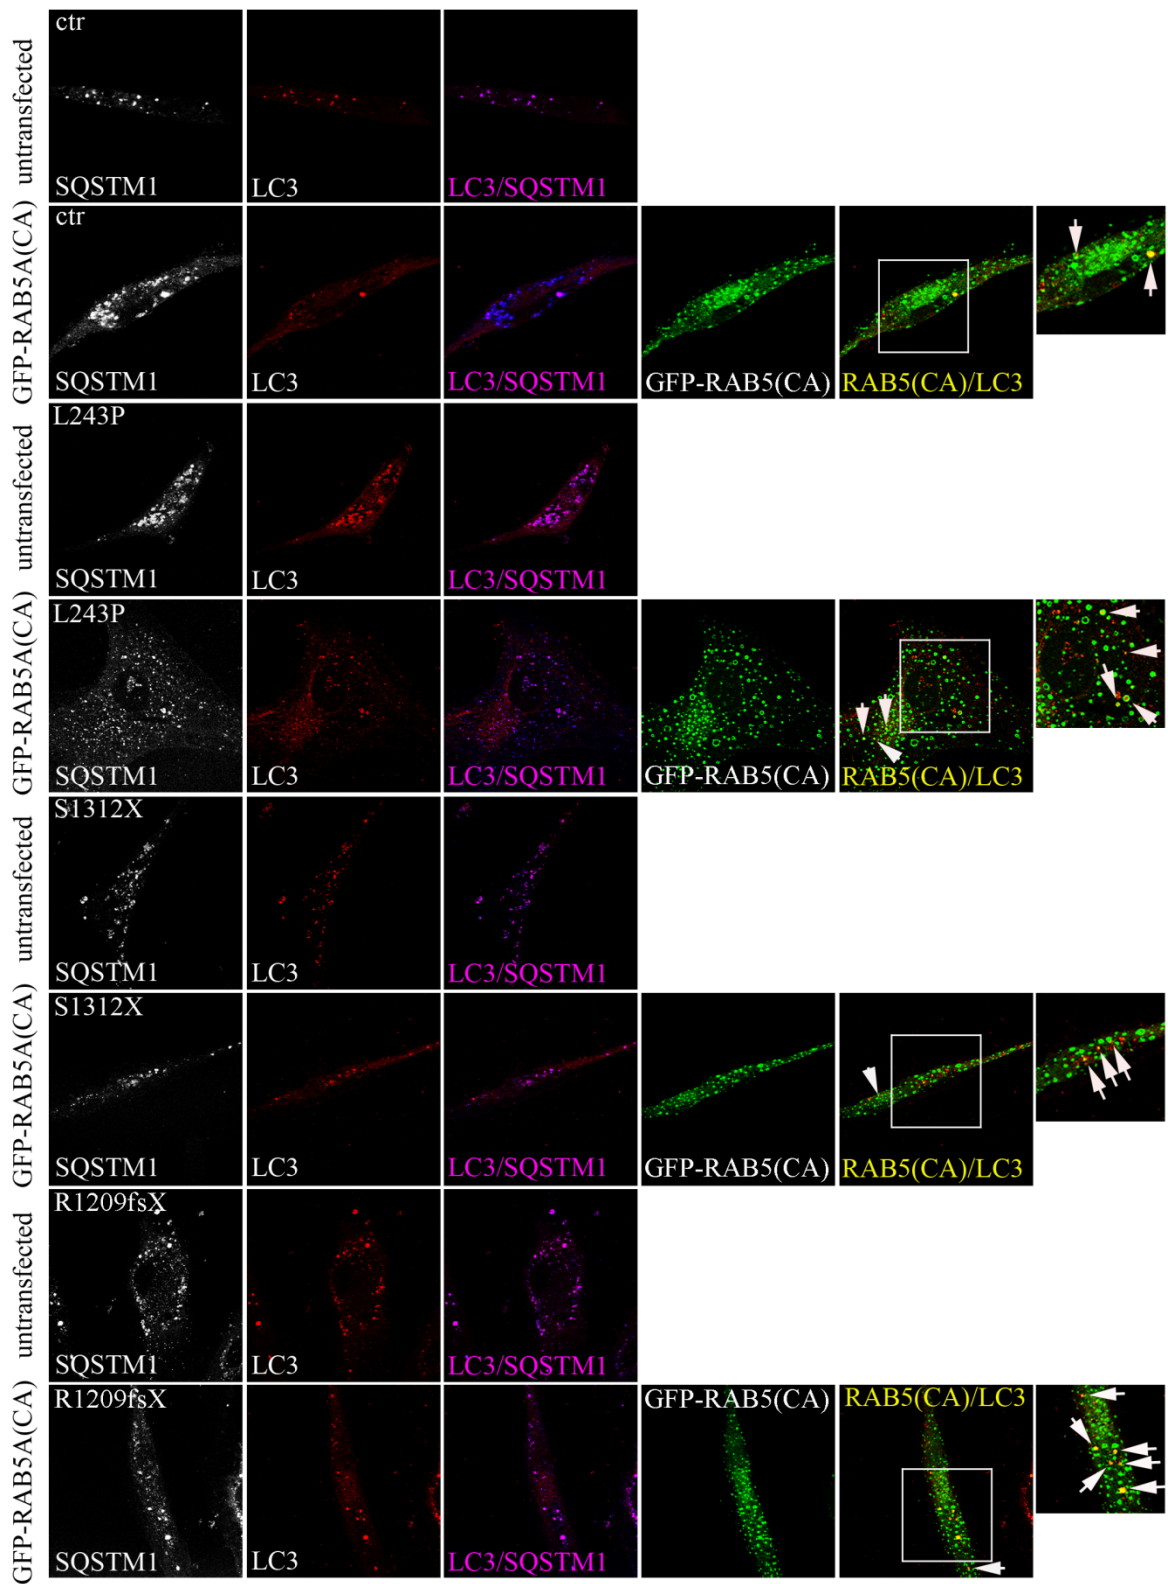 untransfected
ctr
SQSTM1
LC3
LC3/SQSTM1
GFP-RAB5A(CA)
ctr
SQSTM1
LC3
LC3/SQSTM1
GFP-RAB5(CA)
RAB5(CA)/LC3
untransfected
L243P
SQSTM1
LC3
LC3/SQSTM1
GFP-RAB5A(CA)
L243P
SQSTM1
LC3
LC3/SQSTM1
GFP-RAB5(CA)
RAB5(CA)/LC3
untransfected
S1312X
SQSTM1
LC3
LC3/SQSTM1
GFP-RAB5A(CA)
S1312X
SQSTM1
LC3
LC3/SQSTM1
GFP-RAB5(CA)
RAB5(CA)/LC3
untransfected
R1209fsX
SQSTM1
LC3
LC3/SQSTM1
GFP-RAB5A(CA)
R1209fsX
GFP-RAB5(CA)
RAB5(CA)/LC3
SQSTM1
LC3
LC3/SQSTM1